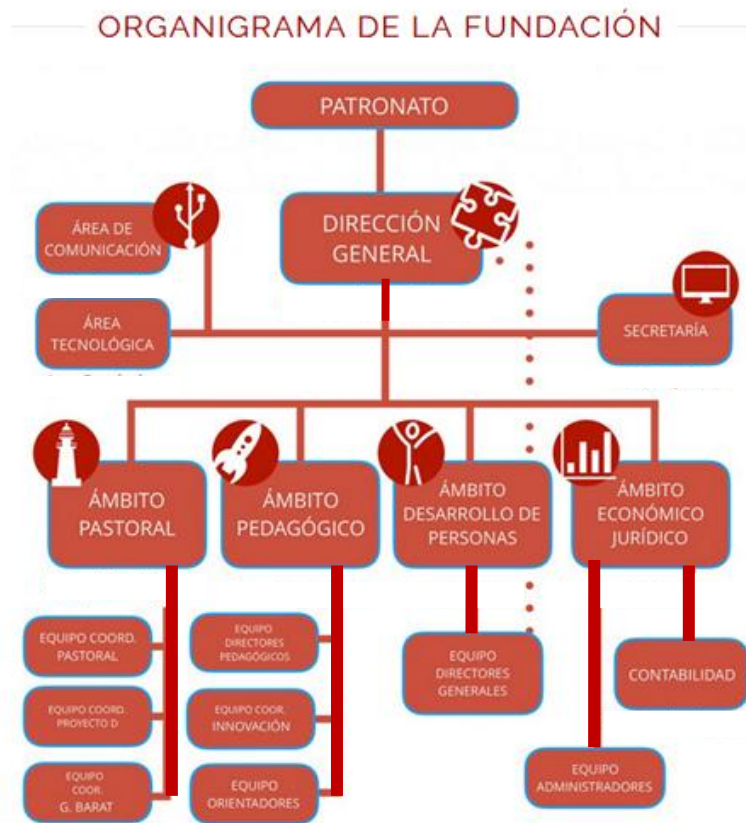 ORGANIGRAMA DE LA FUNDACIÓN
PATRONATO
DIRECCIÓN
GENERAL
ÁREA DE
COMUNICACIÓN
ÁREA
TECNOLÓGICA
SECRETARÍA
ÁMBITO
PASTORAL
ÁMBITO
PEDAGÓGICO
ÁMBITO
DESARROLLO DE
PERSONAS
ÁMBITO
ECONÓMICO
JURÍDICO
EQUIPO COORD.
PASTORAL
EQUIPO COORD.
PROYECTO D
EQUIPO
COOR.
G. BARAT
EQUIPO
DIRECTORES
PEDAGÓGICOS
EQUIPO COOR.
INNOVACIÓN
EQUIPO
ORIENTADORES
EQUIPO
DIRECTORES
GENERALES
CONTABILIDAD
EQUIPO
ADMINISTRADORES